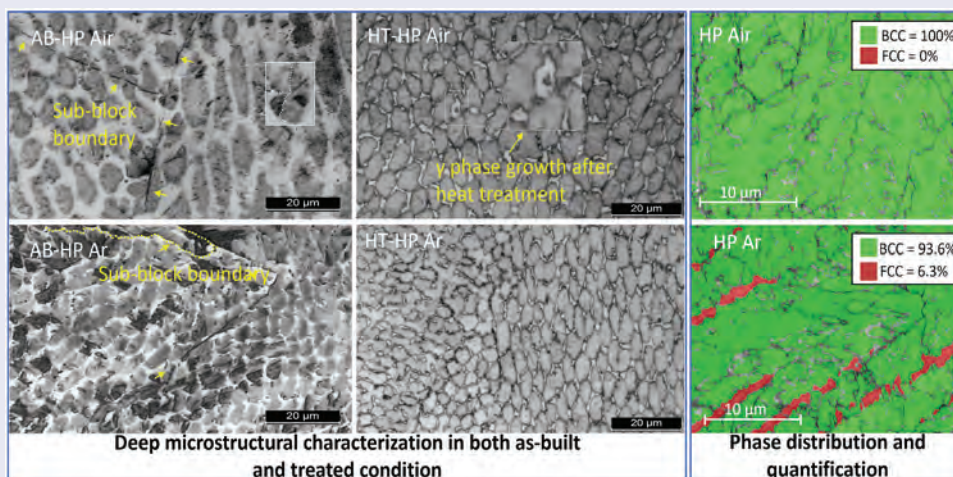 AB-HP Air
Sub-block
boundary
20 µm
HT-HP Air
γ phase growth after
heat treatment
20 µm
HP Air
BCC = 100%
FCC = 0%
10 µm
AB-HP Ar
Sub-block boundary
20 µm
HT-HP Ar
20 µm
HP Ar
BCC = 93.6%
FCC = 6.3%
10 µm
Deep microstructural characterization in both as-built
and treated condition
Phase distribution and
quantification